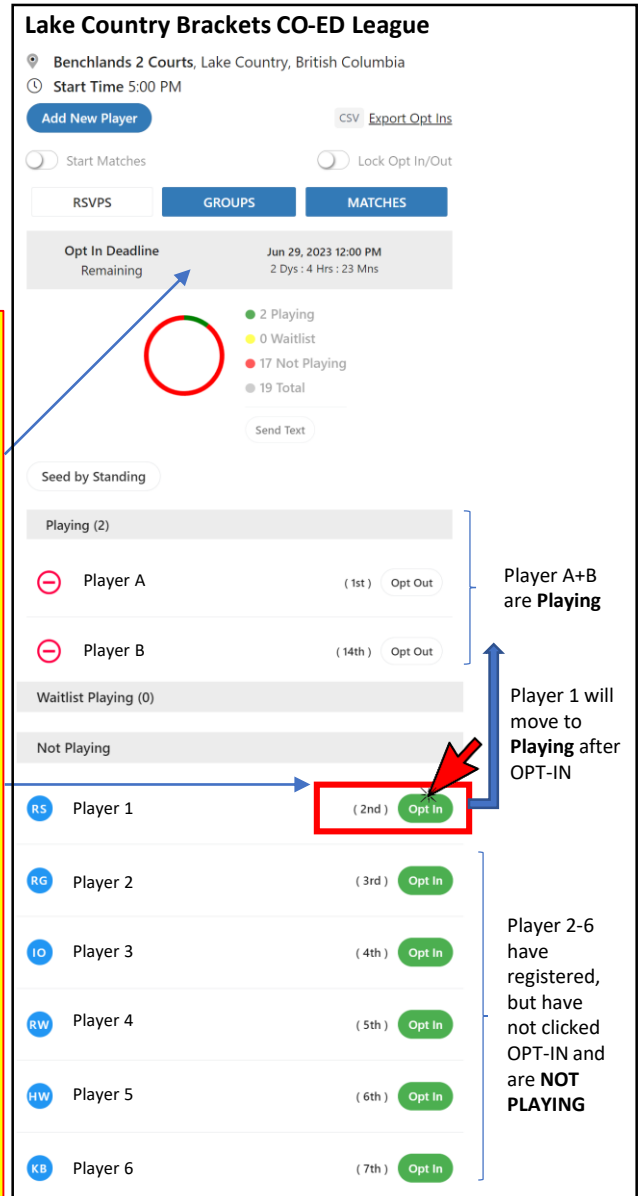 Lake Country Brackets CO-ED League
Benchlands 2 Courts, Lake Country, British Columbia
Start Time 5:00 PM
Add New Player
CSV Export Opt Ins
Start Matches
Lock Opt In/Out
RSVPS
GROUPS
MATCHES
Opt In Deadline
Remaining
Jun 29, 2023 12:00 PM
2 Dys : 4 Hrs : 23 Mns
2 Playing
0 Waitlist
17 Not Playing
19 Total
Send Text
Seed by Standing
Playing (2)
Player A
( 1st ) Opt Out
Player B
( 14th ) Opt Out
Player A+B
are Playing
Waitlist Playing (0)
Not Playing
Player 1 will
move to
Playing after
OPT-IN
RS Player 1
( 2nd ) Opt In
RG Player 2
( 3rd ) Opt In
IO Player 3
( 4th ) Opt In
RW Player 4
( 5th ) Opt In
HW Player 5
( 6th ) Opt In
KB Player 6
( 7th ) Opt In
Player 2-6
have
registered,
but have
not clicked
OPT-IN and
are NOT
PLAYING